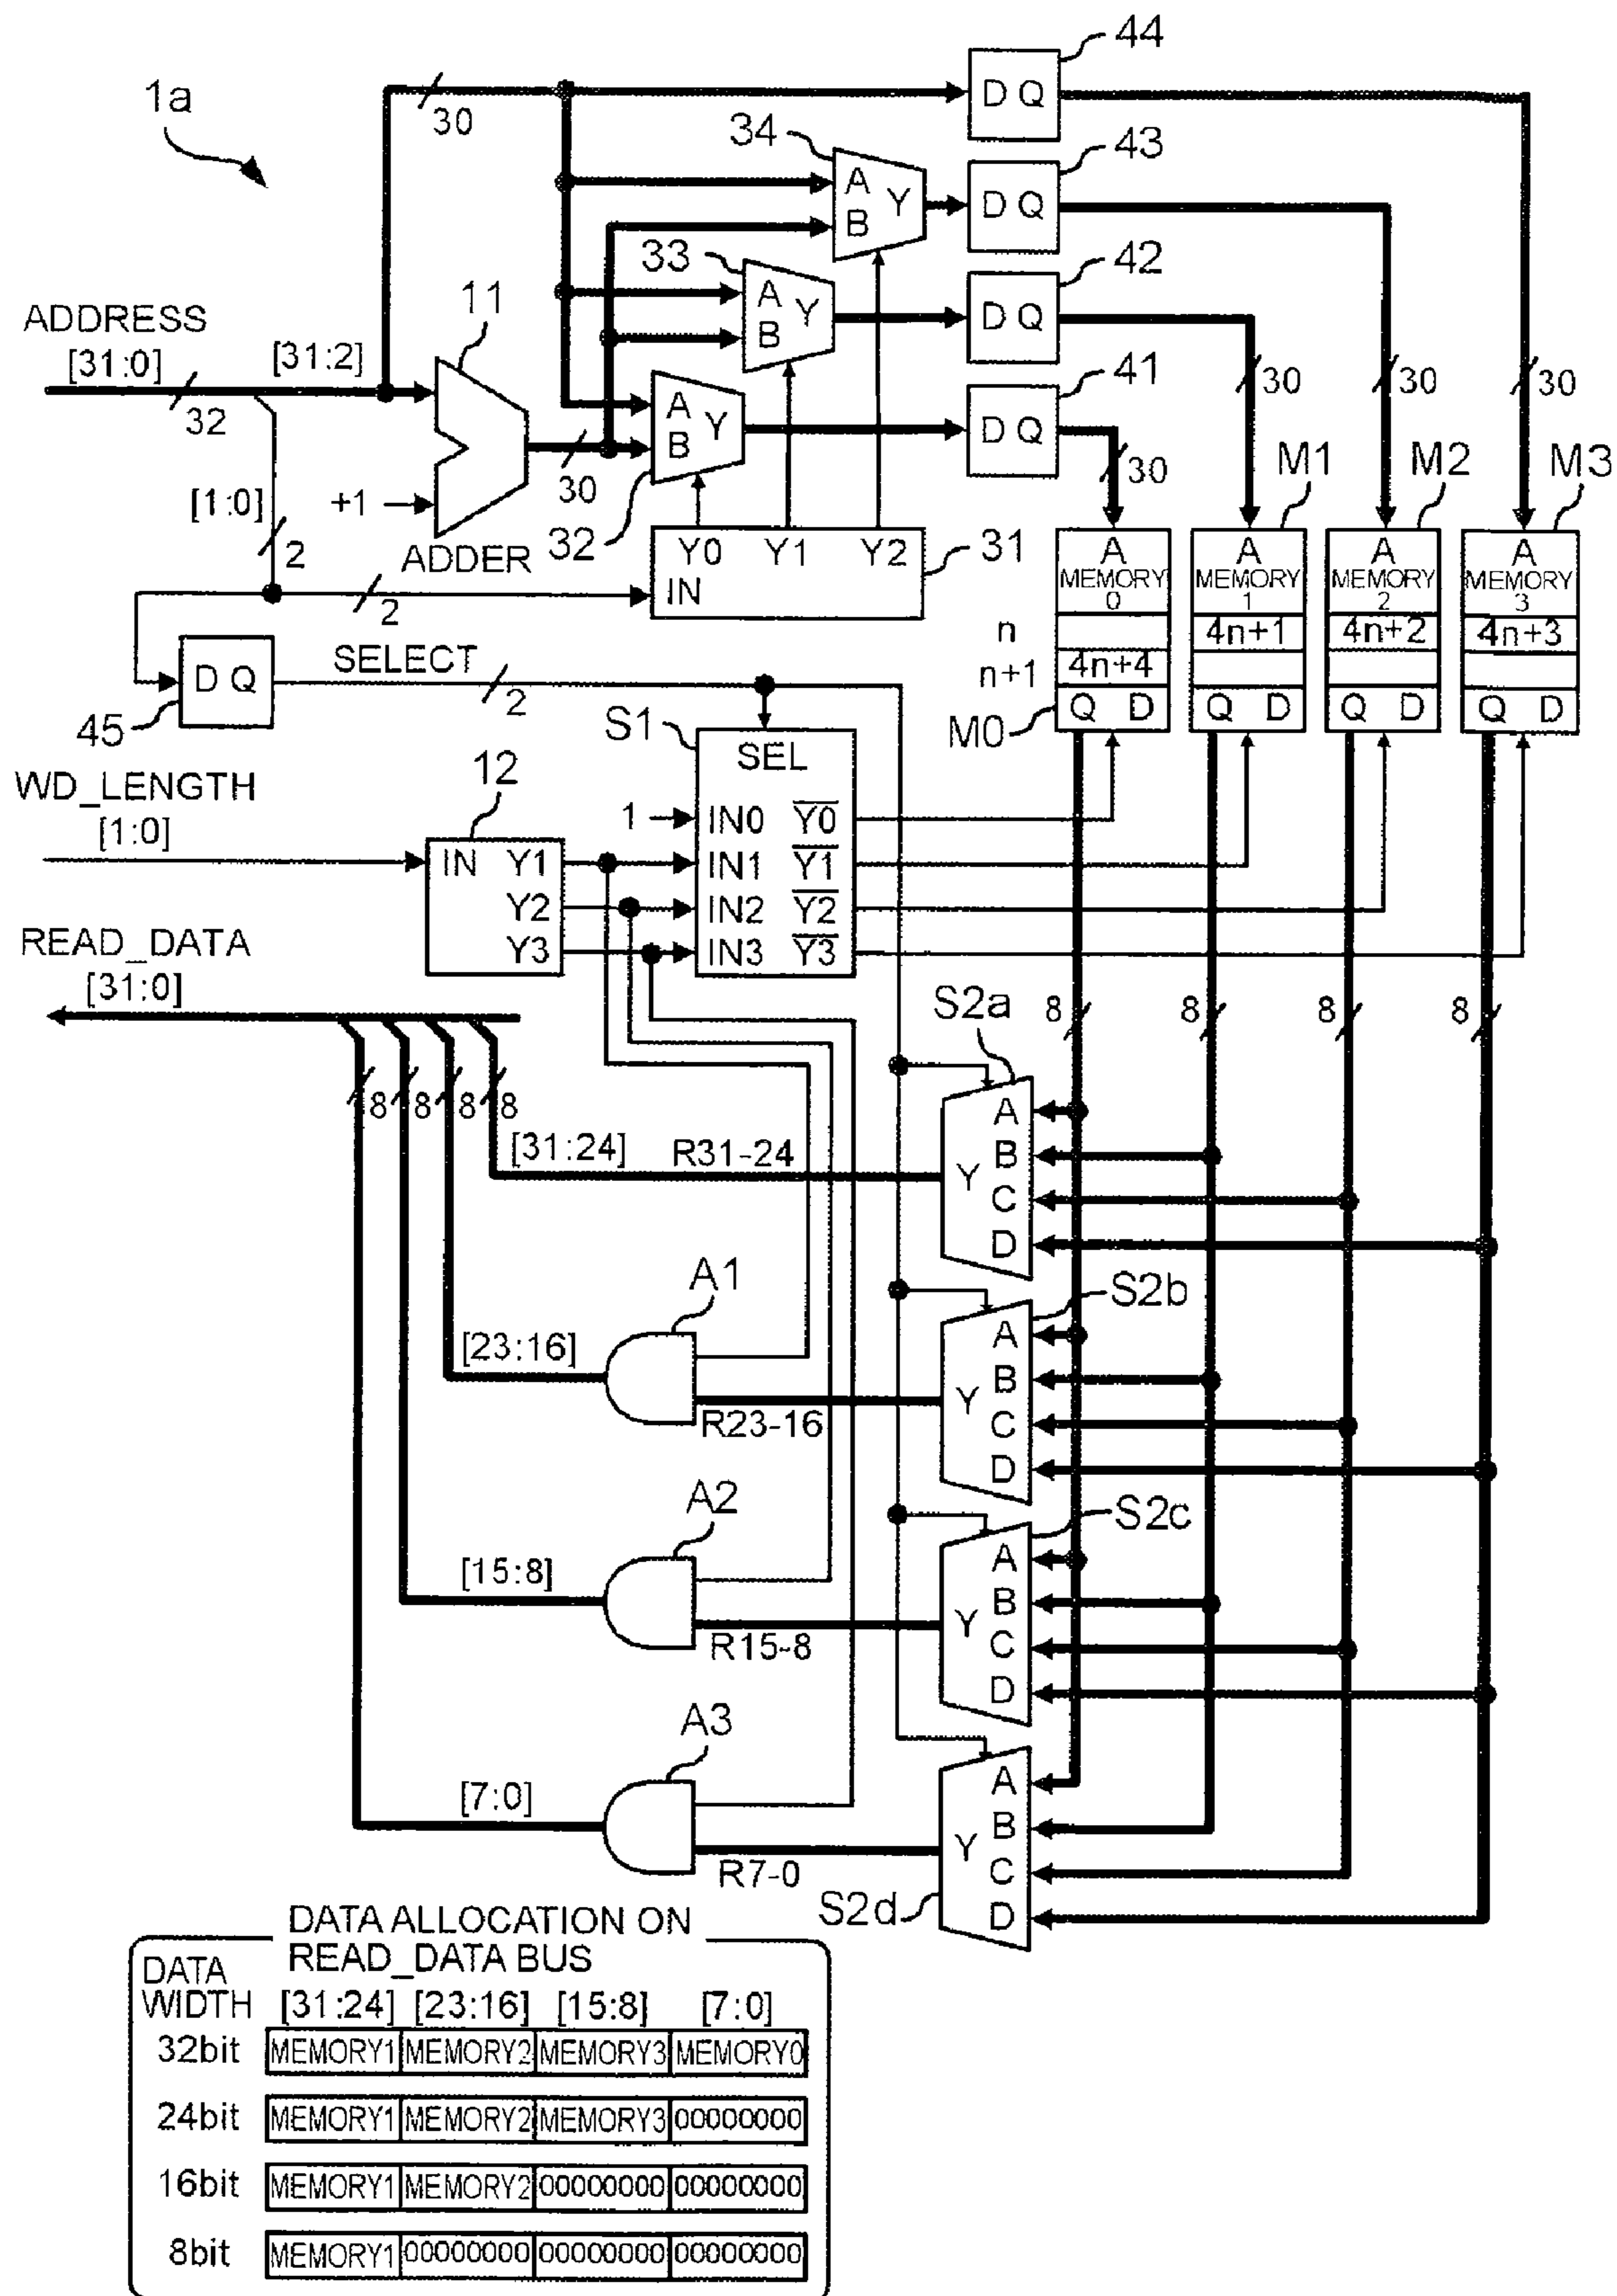 44
1a
30
D Q
34
43
A
B
Y
D Q
33
42
A
B
Y
D Q
ADDRESS
[31:0]
[31:2]
11
32
41
A
B
Y
D Q
30
30
30
30
30
M1
M2
M3
[1:0]
+1
2
ADDER
32
Y0 Y1 Y2
IN
31
2
A
MEMORY
0
A
MEMORY
1
A
MEMORY
2
A
MEMORY
3
n
4n+1
4n+2
4n+3
n+1
4n+4
D Q
SELECT
2
45
S1
M0
Q D
Q D
Q D
Q D
SEL
WD_LENGTH
[1:0]
12
1
IN0 Y0
IN Y1
IN1 Y1
Y2
IN2 Y2
Y3
IN3 Y3
READ_DATA
[31:0]
S2a
8
8
8
8
8
8
8
8
A
B
C
D
Y
[31:24]
R31-24
A1
S2b
A
B
C
D
Y
[23:16]
R23-16
A2
S2c
A
B
C
D
Y
[15:8]
R15-8
A3
A
B
C
D
Y
[7:0]
R7-0
S2d
DATA ALLOCATION ON
READ_DATA BUS
DATA
WIDTH [31:24] [23:16] [15:8] [7:0]
32bit MEMORY1 MEMORY2 MEMORY3 MEMORY0
24bit MEMORY1 MEMORY2 MEMORY3 00000000
16bit MEMORY1 MEMORY2 00000000 00000000
8bit MEMORY1 00000000 00000000 00000000